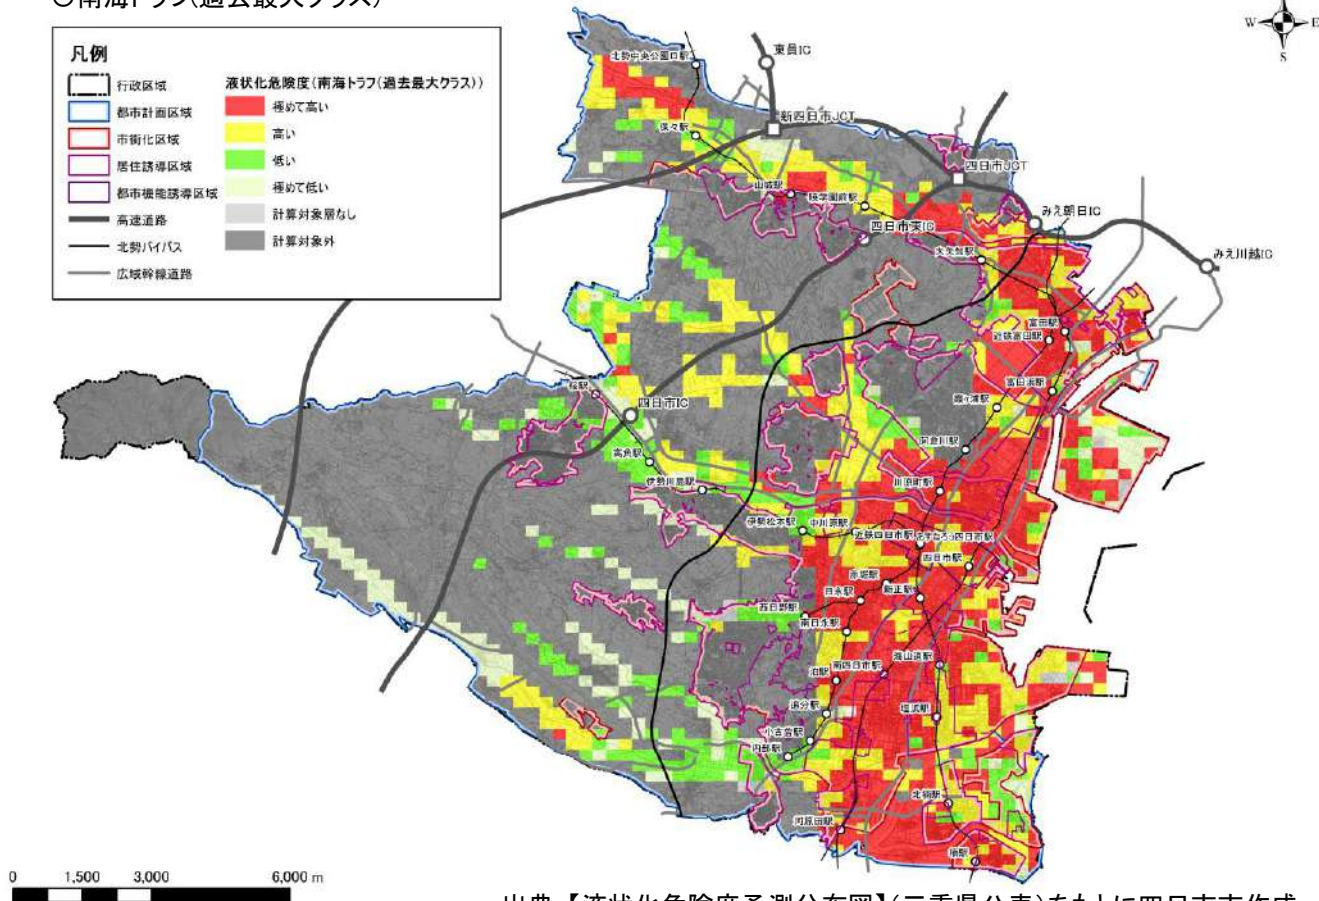 〇南海トラフ(過去最大クラス)
N
W
E
S
凡例
行政区域
都市計画区域
市街化区域
居住誘導区域
都市機能誘導区域
高速道路
北勢バイパス
広域幹線道路
液状化危険度(南海トラフ(過去最大クラス))
極めて高い
高い
低い
極めて低い
計算対象層なし
計算対象外
北勢中央公園口駅
東員IC
新四日市JCT
保々駅
四日市JCT
山城駅
暁学園前駅
みえ朝日IC
四日市東IC
大矢知駅
みえ川越IC
富田駅
近鉄富田駅
富田浜駅
霞ヶ浦駅
桜駅
四日市IC
阿倉川駅
高角駅
伊勢川島駅
川原町駅
伊勢松本駅
中川原駅
近鉄四日市駅
あすなろう四日市駅
四日市駅
赤堀駅
日永駅
新正駅
西日野駅
南日永駅
泊駅
南四日市駅
海山道駅
追分駅
塩浜駅
小古曽駅
内部駅
北楠駅
河原田駅
楠駅
0 1,500 3,000 6,000 m
出典 【液状化危険度予測分布図】(三重県公表)をもとに四日市市作成